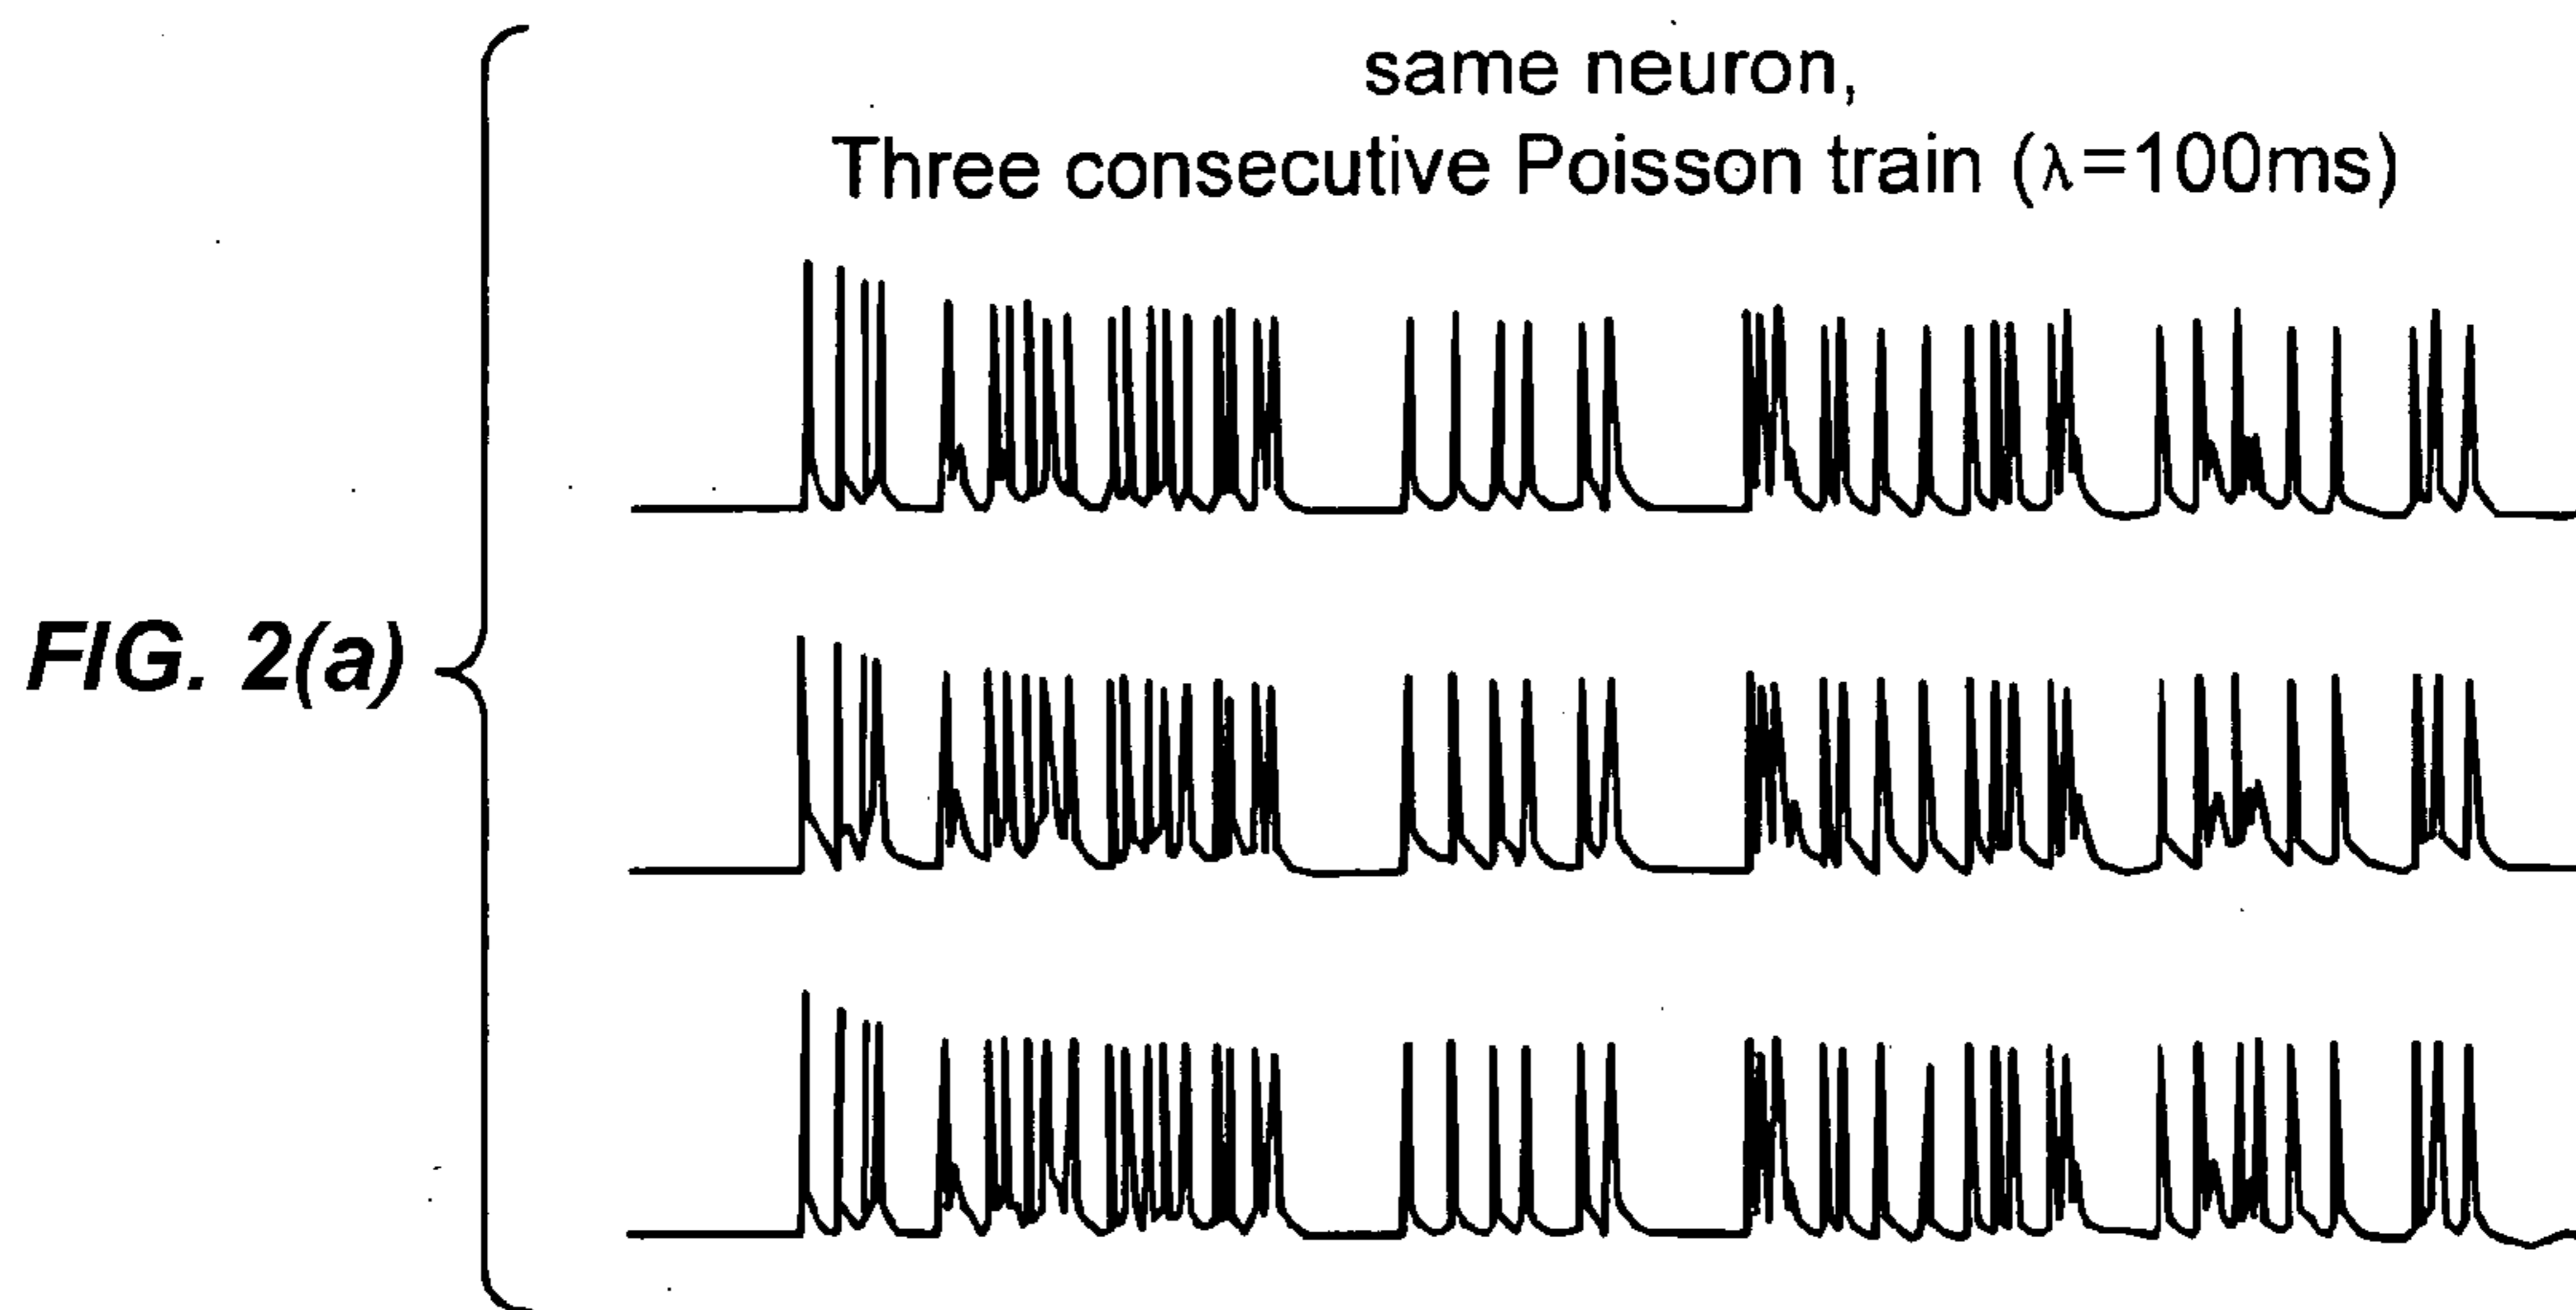 same neuron,
Three consecutive Poisson train (λ=100ms)
FIG. 2(a)